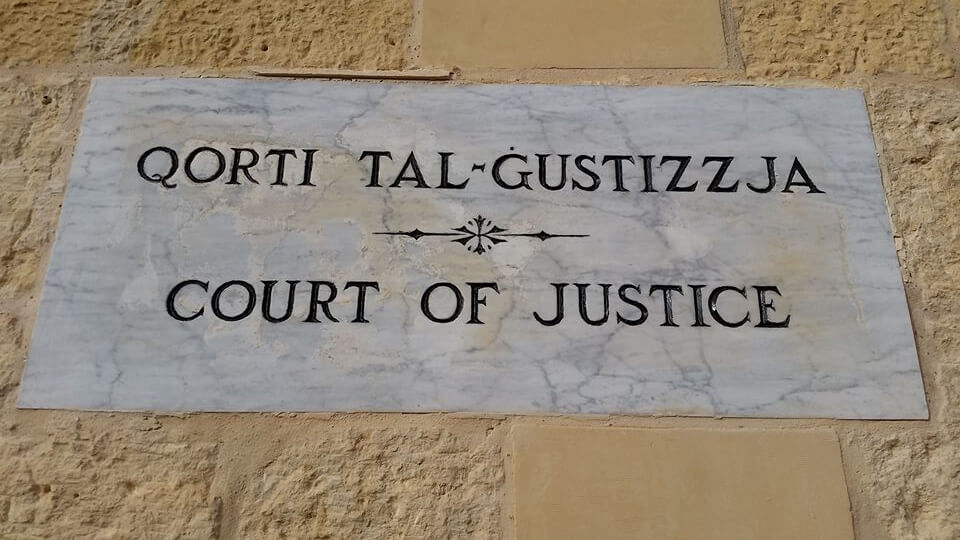 QORTI TAL-ĠUSTIZZJA
COURT OF JUSTICE